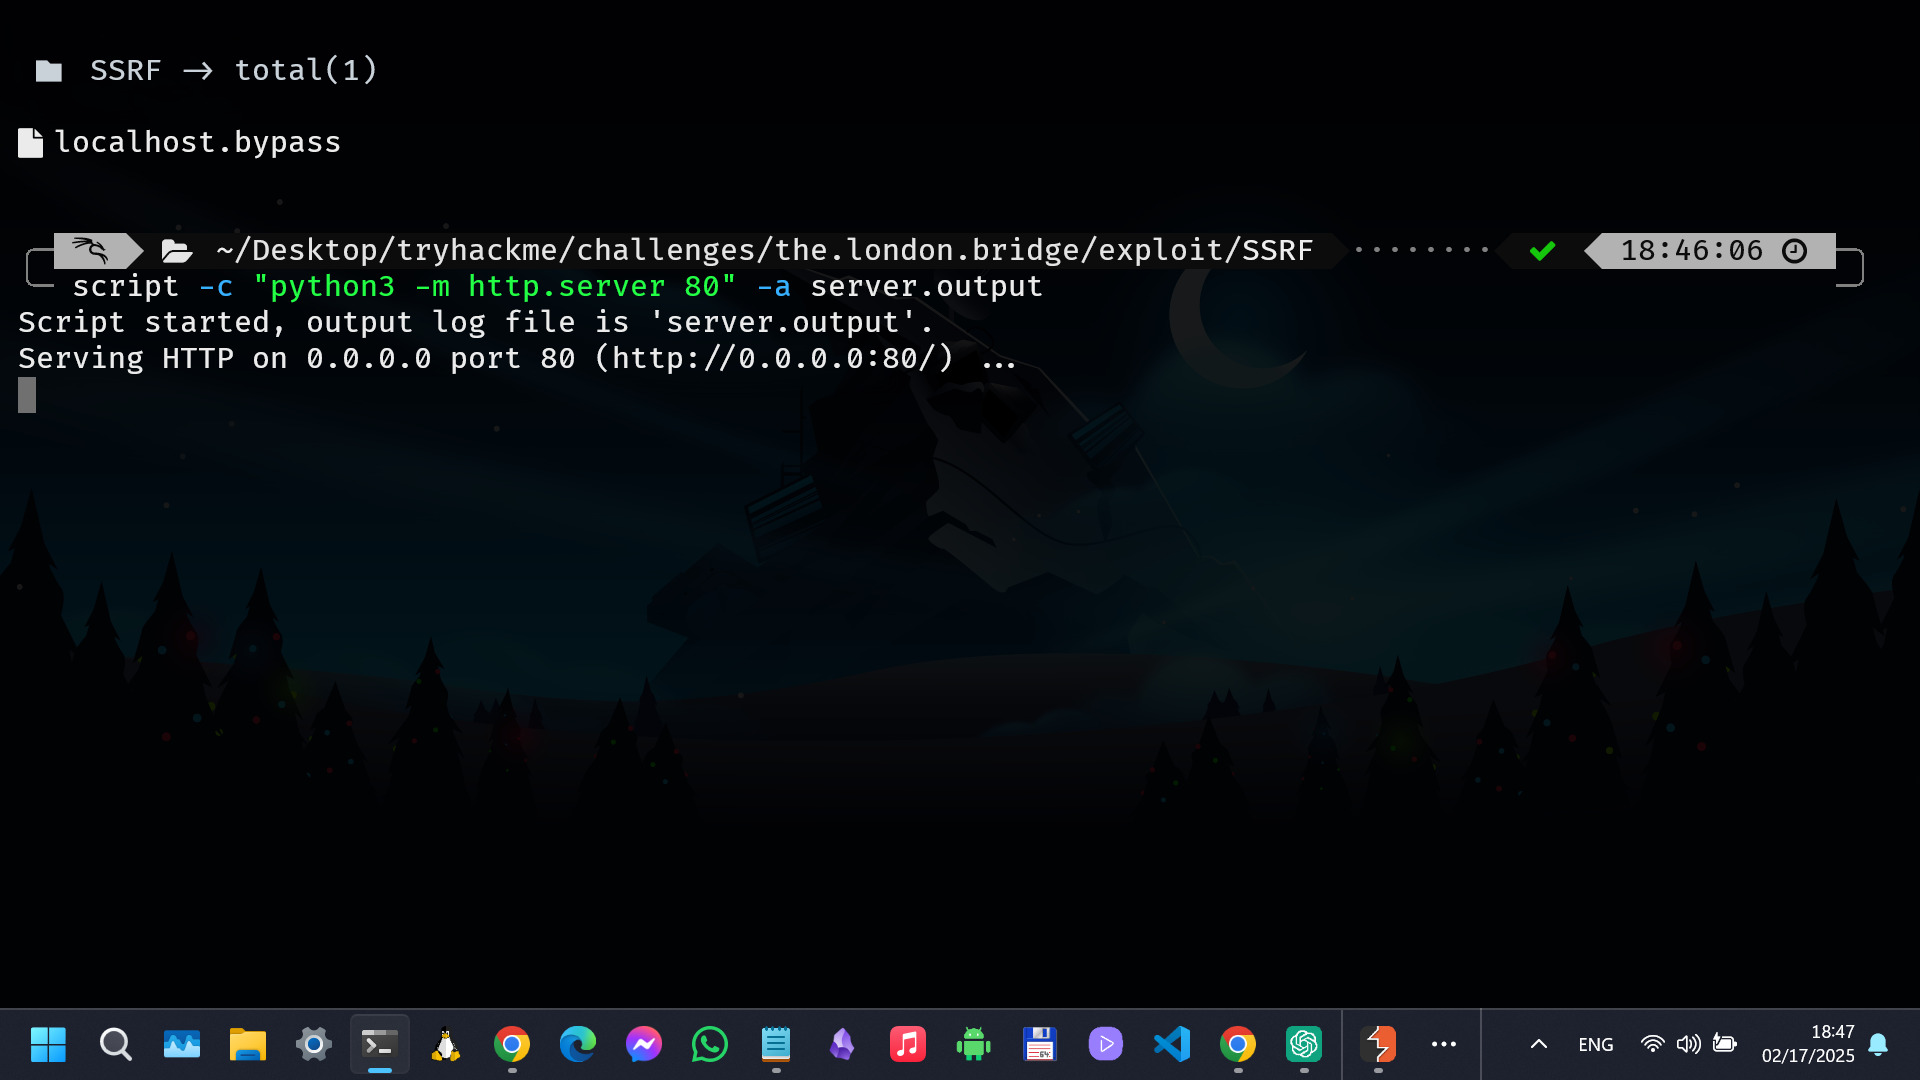 SSRF → total(1)
localhost.bypass
~/Desktop/tryhackme/challenges/the.london.bridge/exploit/SSRF ········ ✔ 18:46:06
script -c "python3 -m http.server 80" -a server.output
Script started, output log file is 'server.output'.
Serving HTTP on 0.0.0.0 port 80 (http://0.0.0.0:80/) ...
64
ENG
18:47
02/17/2025